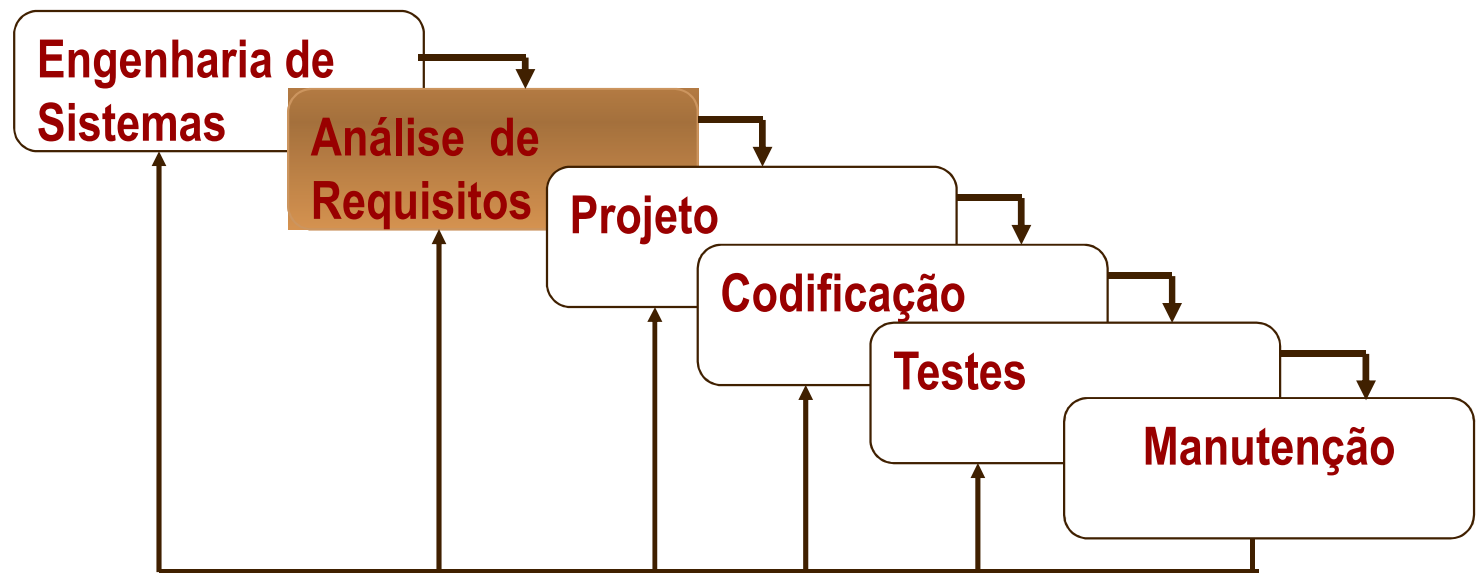 Engenharia de
Sistemas
Análise de
Requisitos
Projeto
Codificação
Testes
Manutenção